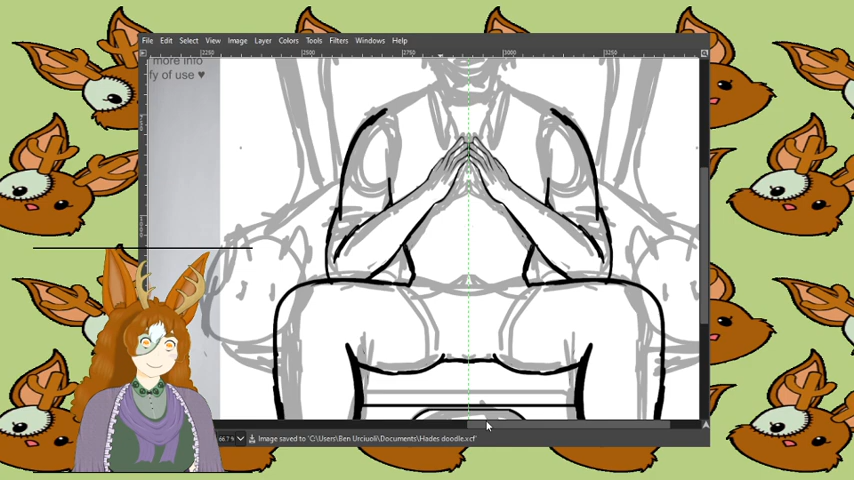 File Edit Select View Image Layer Colors Tools Filters Windows Help
2250 2750 3000 3250
more info
fy of use ♥
66.7 % Image saved to 'C:\Users\Ben Urciuoli\Documents\Hades doodle.xcf'